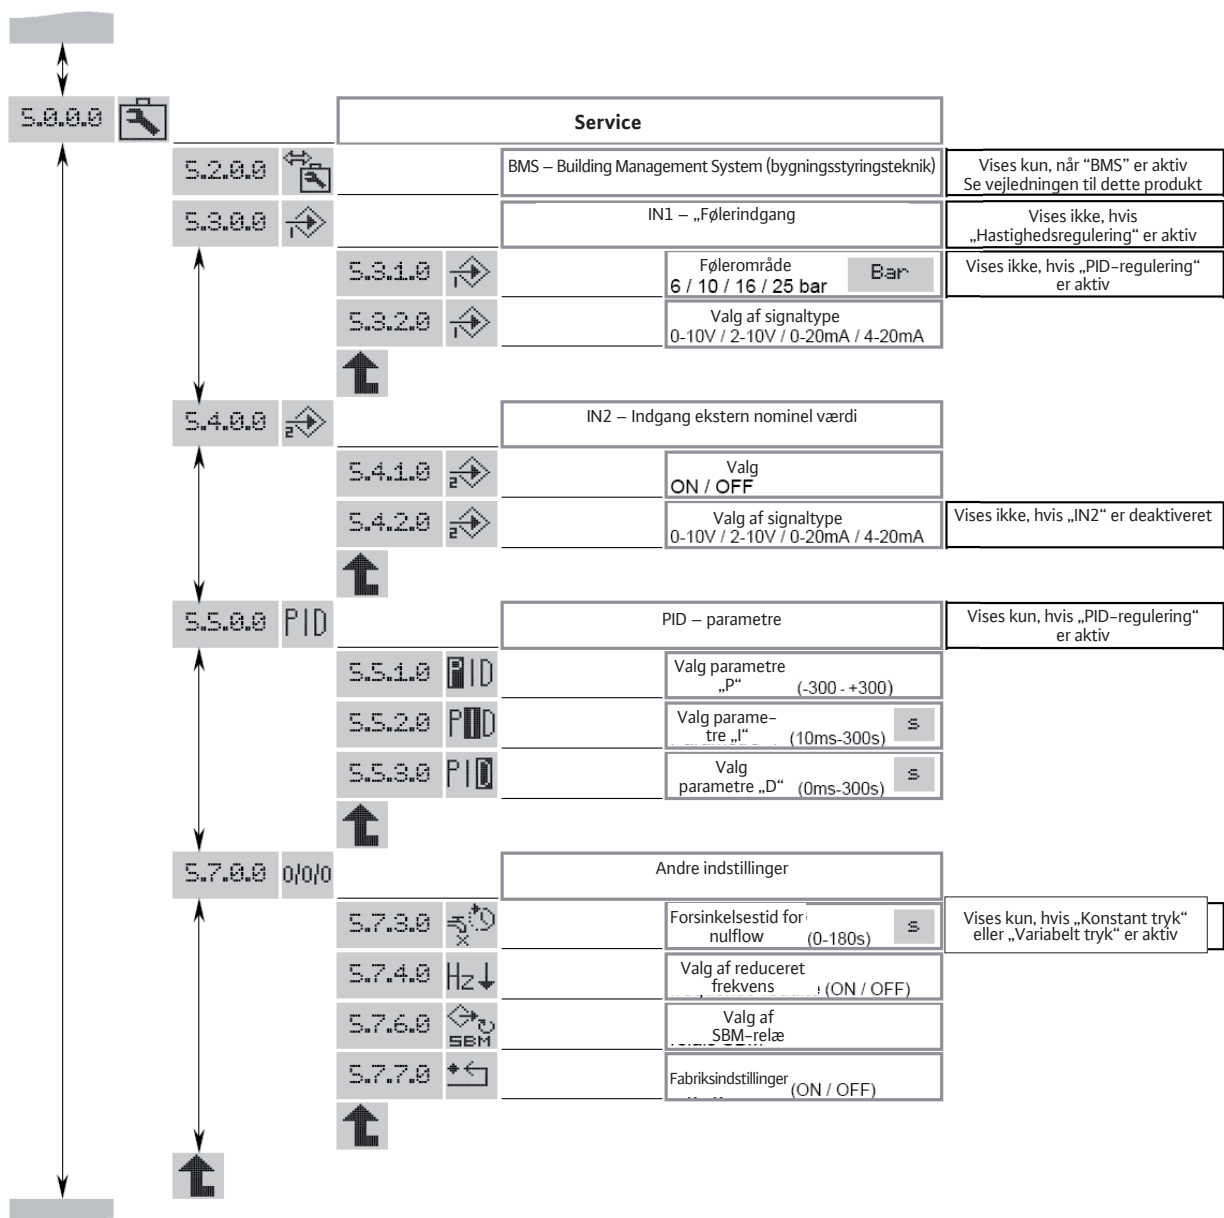 5.0.0.0
Service
5.2.0.0
BMS – Building Management System (bygningsstyringsteknik)
Vises kun, når "BMS" er aktiv
Se vejledningen til dette produkt
5.3.0.0
1
IN1 – „Følerindgang
Vises ikke, hvis
„Hastighedsregulering“ er aktiv
5.3.1.0
1
Følerområde
6 / 10 / 16 / 25 bar
Bar
Vises ikke, hvis „PID-regulering“
er aktiv
5.3.2.0
1
Valg af signaltype
0-10V / 2-10V / 0-20mA / 4-20mA
5.4.0.0
2
IN2 – Indgang ekstern nominel værdi
5.4.1.0
2
Valg
ON / OFF
5.4.2.0
2
Valg af signaltype
0-10V / 2-10V / 0-20mA / 4-20mA
Vises ikke, hvis „IN2“ er deaktiveret
5.5.0.0
PID
PID – parametre
Vises kun, hvis „PID-regulering“
er aktiv
5.5.1.0
PID
Valg parametre
„P“ (-300 - +300)
5.5.2.0
PID
Valg parame-
tre „I“ (10ms-300s)
s
5.5.3.0
PID
Valg
parametre „D“ (0ms-300s)
s
5.7.0.0
0/0/0
Andre indstillinger
5.7.3.0
Forsinkelsestid for
nulflow (0-180s)
s
Vises kun, hvis „Konstant tryk“
eller „Variabelt tryk“ er aktiv
5.7.4.0
Hz
Valg af reduceret
frekvens (ON / OFF)
5.7.6.0
SBM
Valg af
SBM-relæ
5.7.7.0
Fabriksindstillinger (ON / OFF)